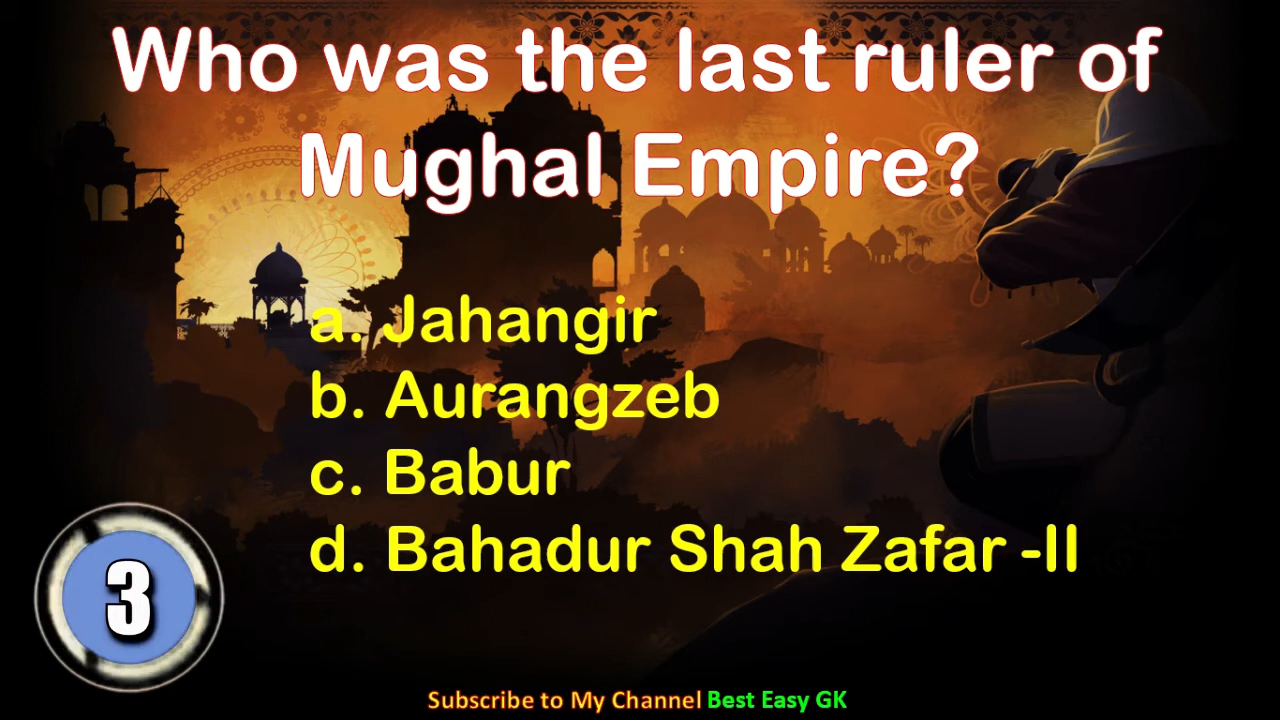 Who was the last ruler of
Mughal Empire?
a. Jahangir
b. Aurangzeb
c. Babur
d. Bahadur Shah Zafar -II
3
Subscribe to My Channel Best Easy GK